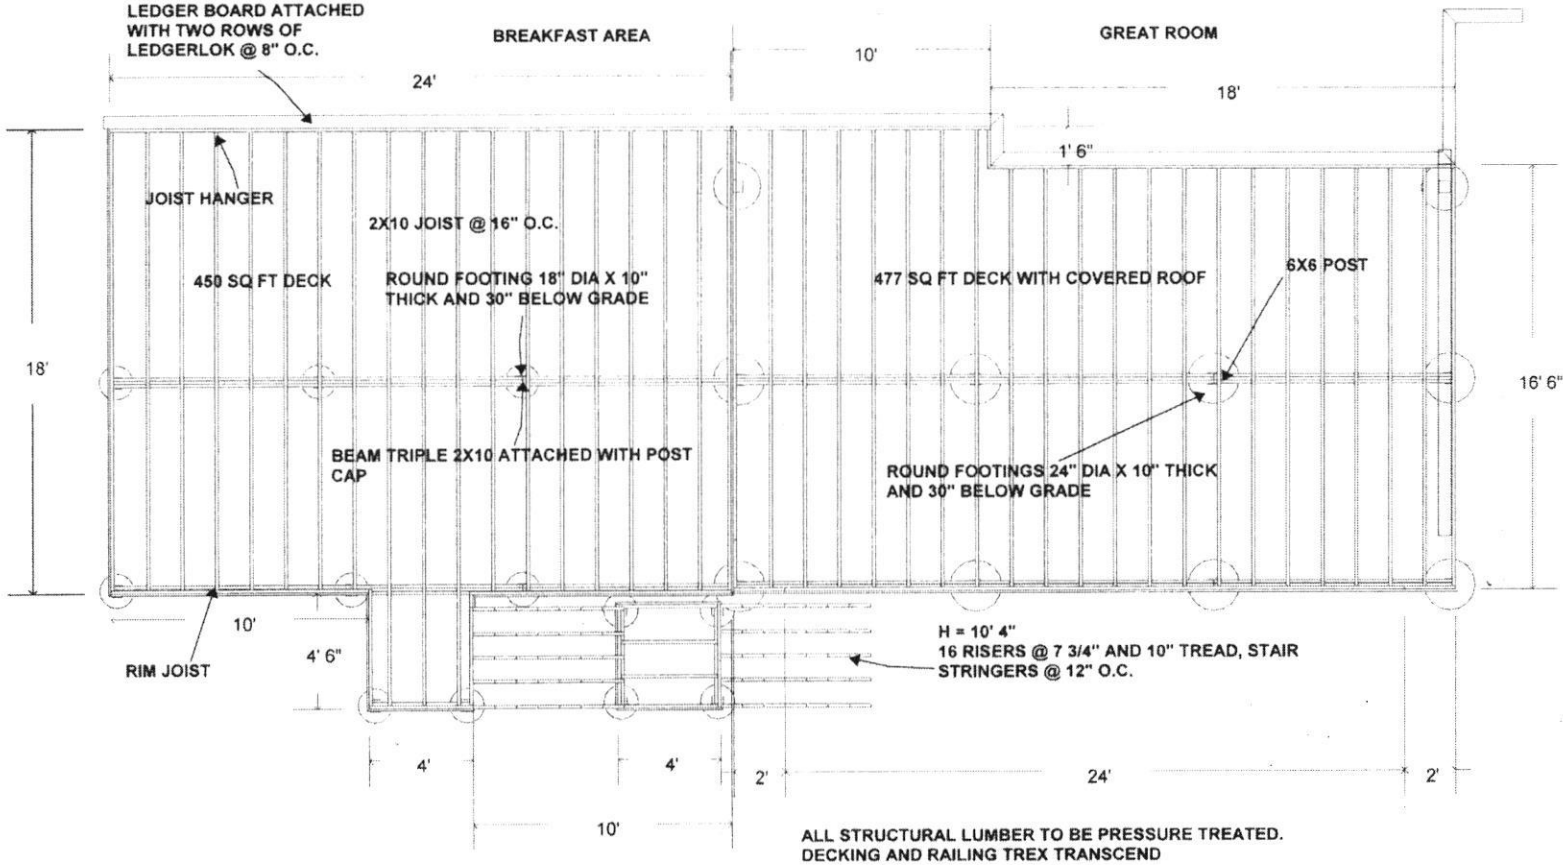 LEDGER BOARD ATTACHED
WITH TWO ROWS OF
LEDGERLOK @ 8" O.C.
BREAKFAST AREA
GREAT ROOM
10'
24'
18'
1' 6"
JOIST HANGER
2X10 JOIST @ 16" O.C.
450 SQ FT DECK
ROUND FOOTING 18" DIA X 10"
THICK AND 30" BELOW GRADE
477 SQ FT DECK WITH COVERED ROOF
6X6 POST
18'
16' 6"
BEAM TRIPLE 2X10 ATTACHED WITH POST
CAP
ROUND FOOTINGS 24" DIA X 10" THICK
AND 30" BELOW GRADE
10'
4' 6"
RIM JOIST
H = 10' 4"
16 RISERS @ 7 3/4" AND 10" TREAD, STAIR
STRINGERS @ 12" O.C.
4'
4'
2'
24'
2'
10'
ALL STRUCTURAL LUMBER TO BE PRESSURE TREATED.
DECKING AND RAILING TREX TRANSCEND